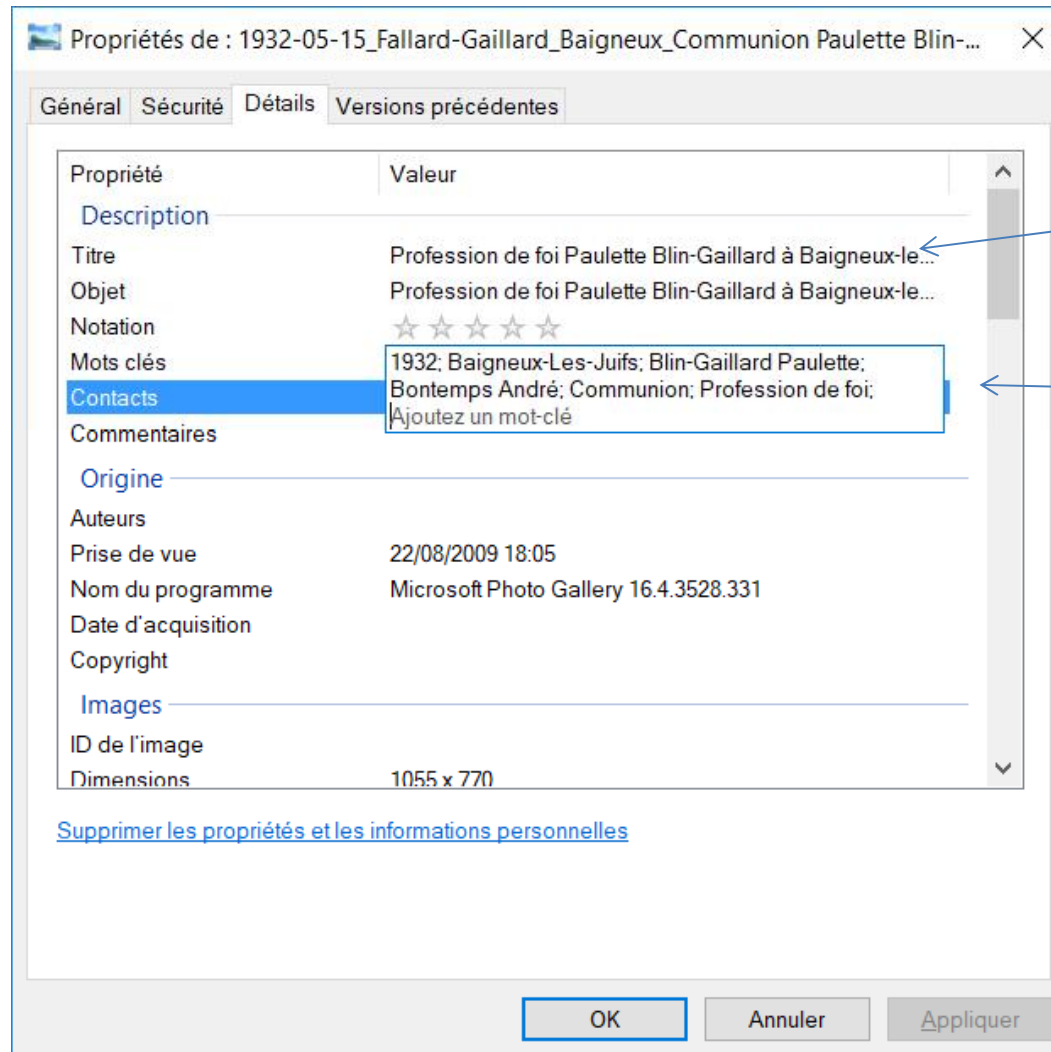 Propriétés de : 1932-05-15_Fallard-Gaillard_Baigneux_Communion Paulette Blin-...
Général Sécurité Détails Versions précédentes
Propriété Valeur
Description
Titre Profession de foi Paulette Blin-Gaillard à Baigneux-le...
Objet Profession de foi Paulette Blin-Gaillard à Baigneux-le...
Notation
Mots clés 1932; Baigneux-Les-Juifs; Blin-Gaillard Paulette;
Contacts Bontemps André; Communion; Profession de foi;
Ajoutez un mot-clé
Commentaires
Origine
Auteurs
Prise de vue 22/08/2009 18:05
Nom du programme Microsoft Photo Gallery 16.4.3528.331
Date d'acquisition
Copyright
Images
ID de l'image
Dimensions 1055 x 770
Supprimer les propriétés et les informations personnelles
OK Annuler Appliquer